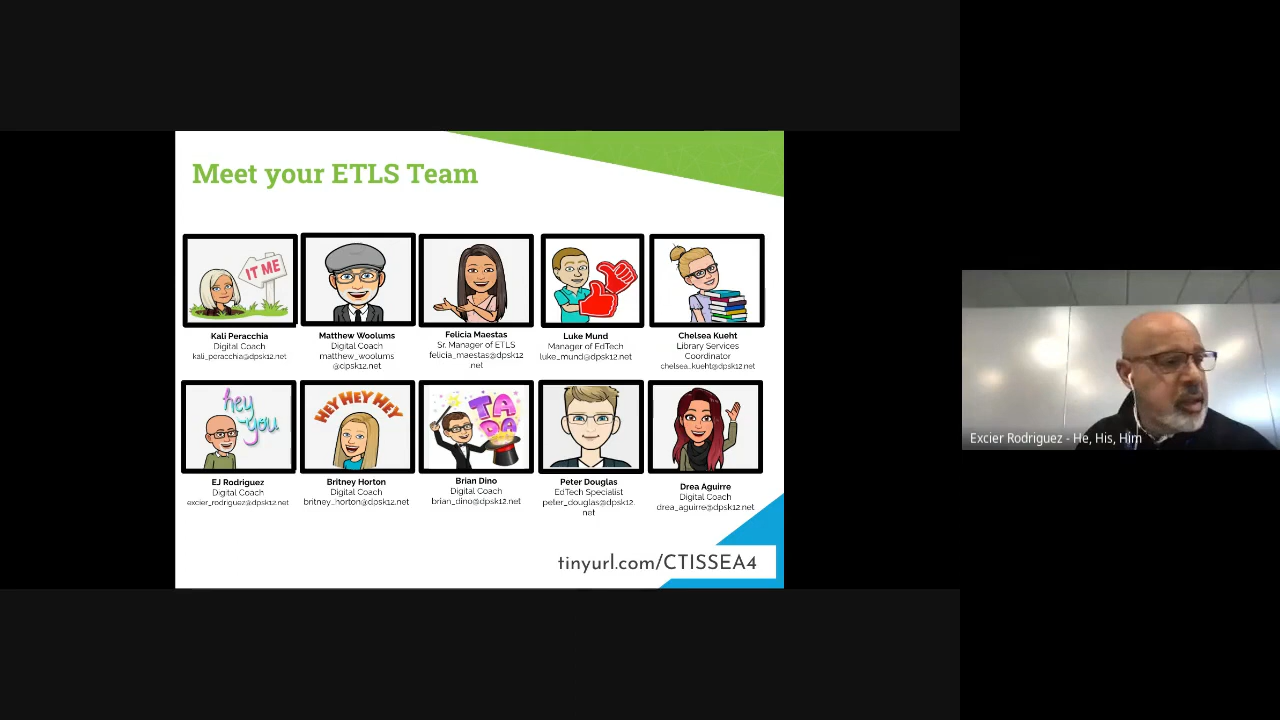 Meet your ETLS Team
IT ME
Kali Peracchia
Digital Coach
kali_peracchia@dpsk12.net
Matthew Woolums
Digital Coach
matthew_woolums
@dpsk12.net
Felicia Maestas
Sr. Manager of ETLS
felicia_maestas@dpsk12
.net
Luke Mund
Manager of EdTech
luke_mund@dpsk12.net
Chelsea Kueht
Library Services
Coordinator
chelsea_kueht@dpsk12.net
hey
you
EJ Rodriguez
Digital Coach
excier_rodriguez@dpsk12.net
HEY HEY HEY
Britney Horton
Digital Coach
britney_horton@dpsk12.net
TA
DA
Brian Dino
Digital Coach
brian_dino@dpsk12.net
Peter Douglas
EdTech Specialist
peter_douglas@dpsk12.
net
Drea Aguirre
Digital Coach
drea_aguirre@dpsk12.net
tinyurl.com/CTISSEA4
Excier Rodriguez - He, His, Him